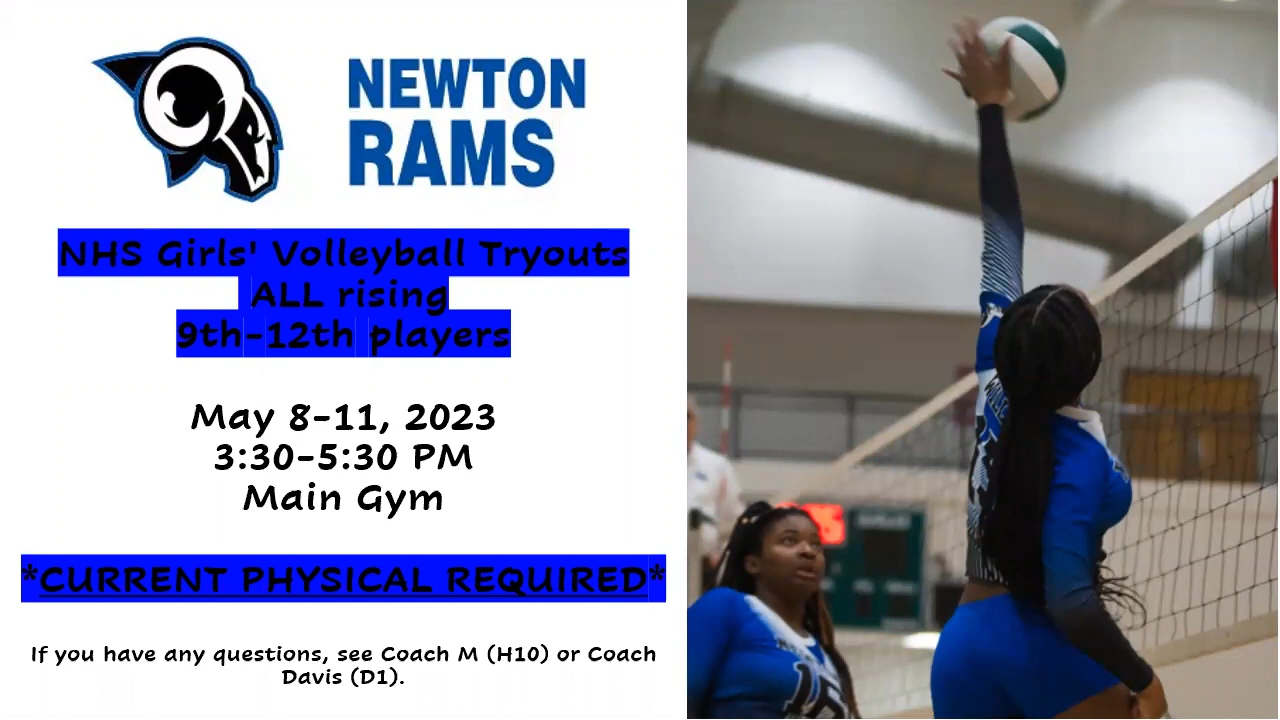 NEWTON
RAMS
NHS Girls' Volleyball Tryouts
ALL rising
9th-12th players
May 8-11, 2023
3:30-5:30 PM
Main Gym
*CURRENT PHYSICAL REQUIRED*
If you have any questions, see Coach M (H10) or Coach
Davis (D1).